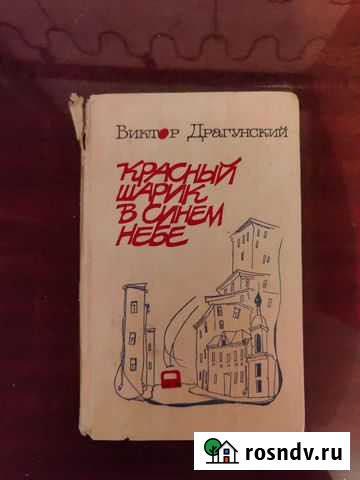 Виктор Драгунский
КРАСНЫЙ
ШАРИК
В СИНЕМ
НЕБЕ
rosndv.ru